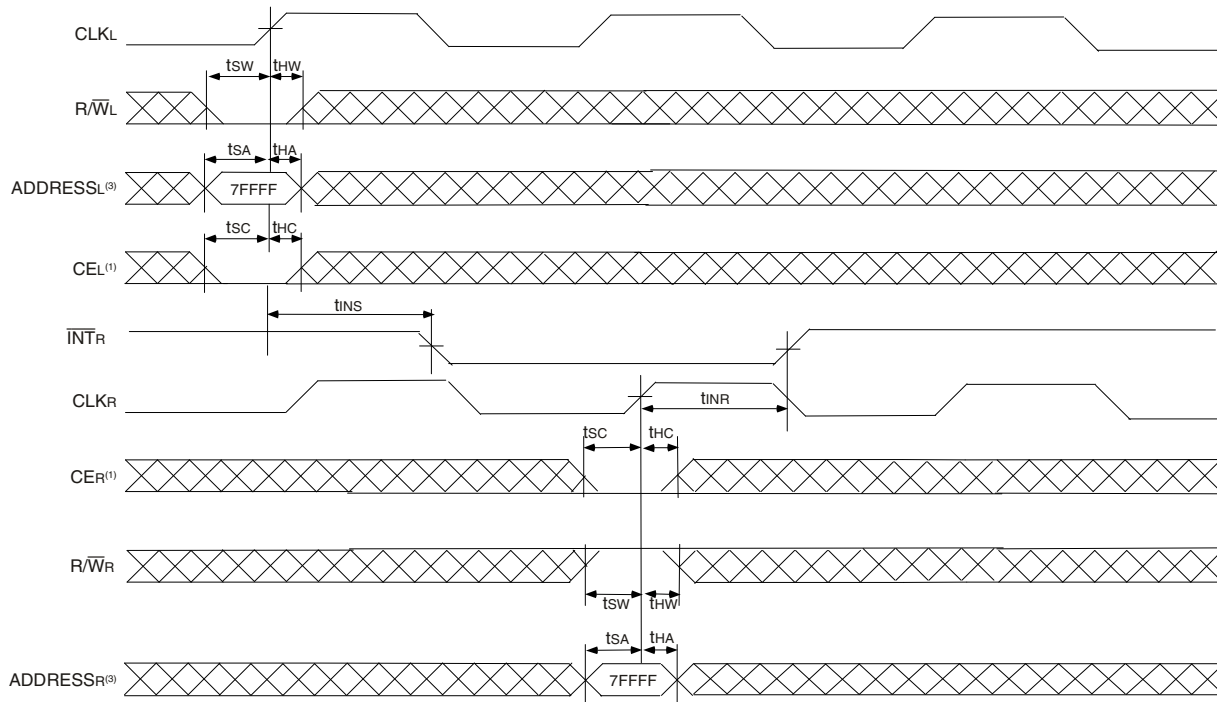 CLKL
tSW tHW
R/W̅L
tSA tHA
ADDRESSL(3) 7FFFF
tSC tHC
CEL(1)
tINS
I̅N̅T̅R
CLKR tINR
tSC tHC
CER(1)
R/W̅R
tSW tHW
tSA tHA
ADDRESSR(3) 7FFFF